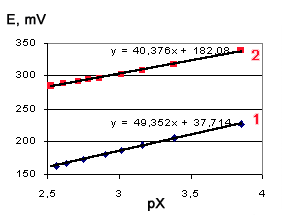 E, mV
350
y = 40,376x + 182,08
2
300
250
y = 49,352x + 37,714
1
200
150
2,5
3
3,5
4
pX